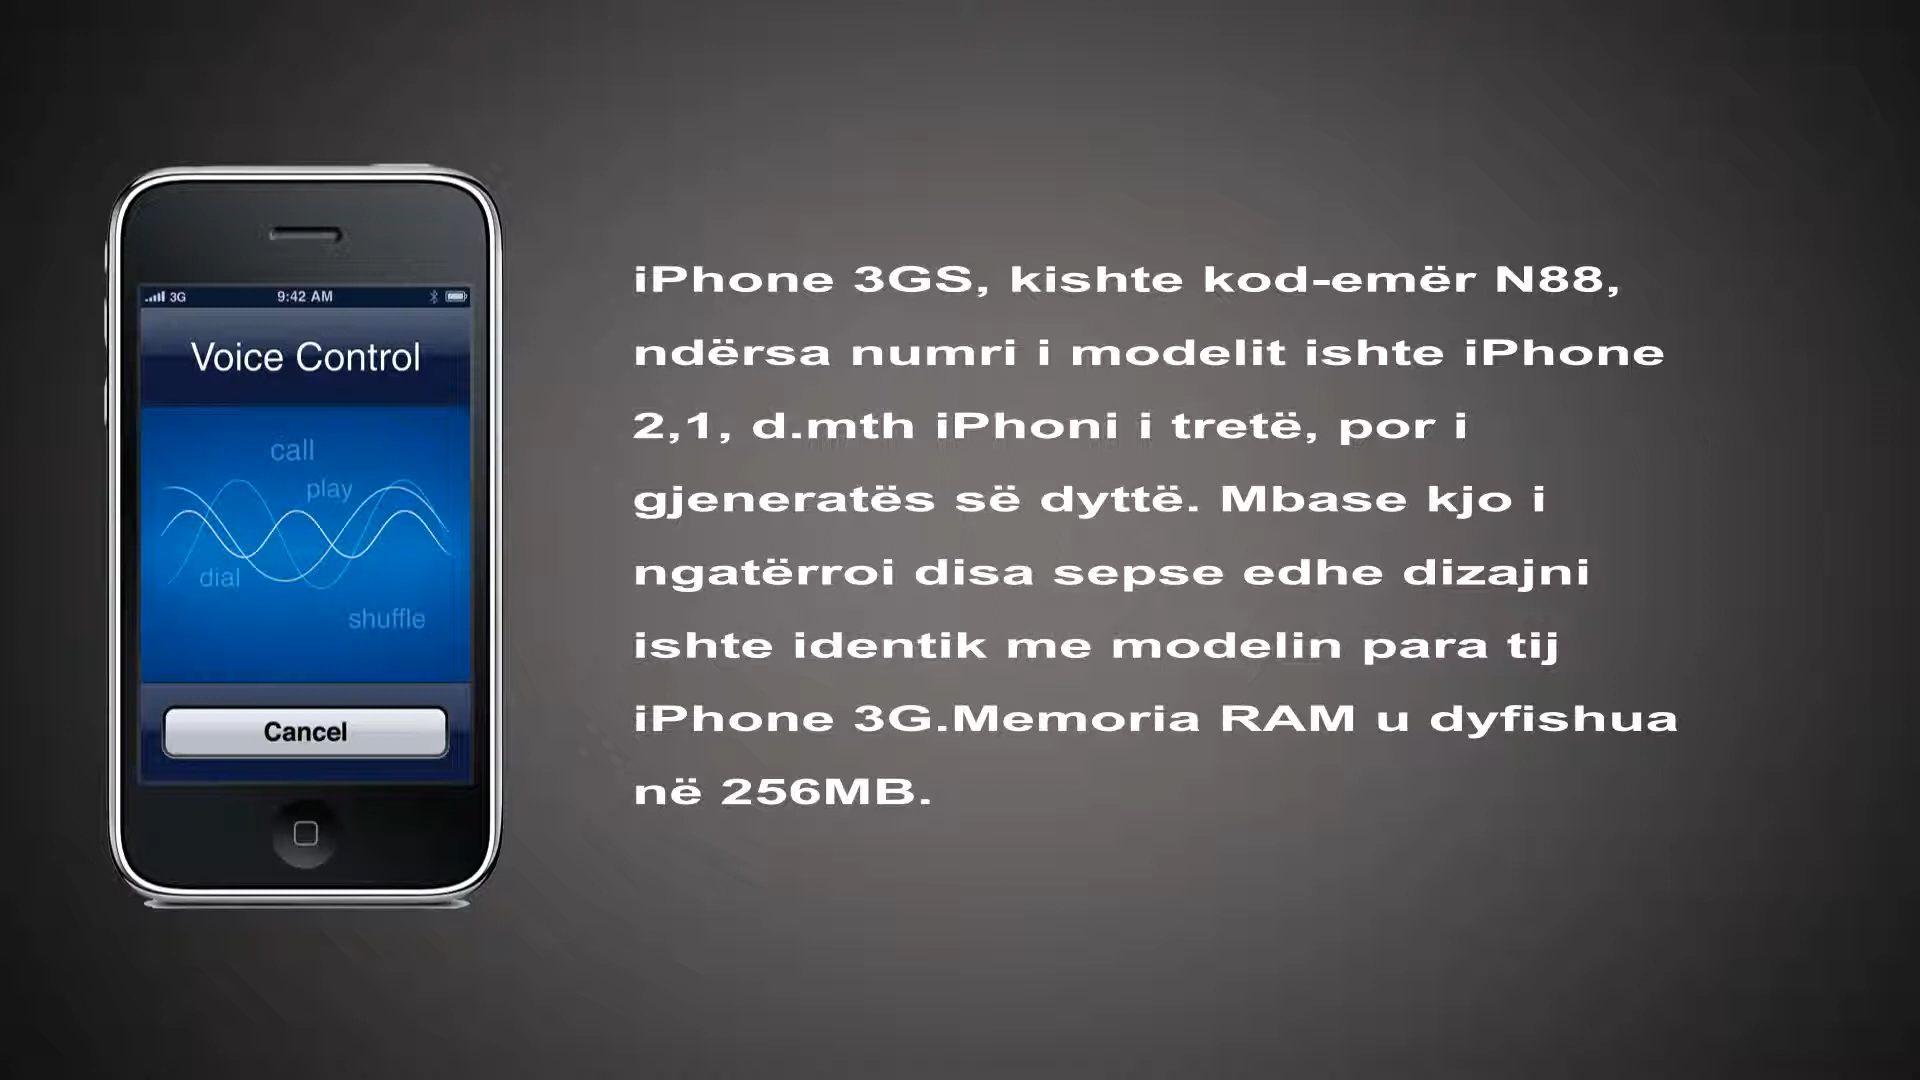 3G 9:42 AM
Voice Control
call
play
dial
shuffle
Cancel
iPhone 3GS, kishte kod-emër N88,
ndërsa numri i modelit ishte iPhone
2,1, d.mth iPhoni i tretë, por i
gjeneratës së dyttë. Mbase kjo i
ngatërroi disa sepse edhe dizajni
ishte identik me modelin para tij
iPhone 3G.Memoria RAM u dyfishua
në 256MB.